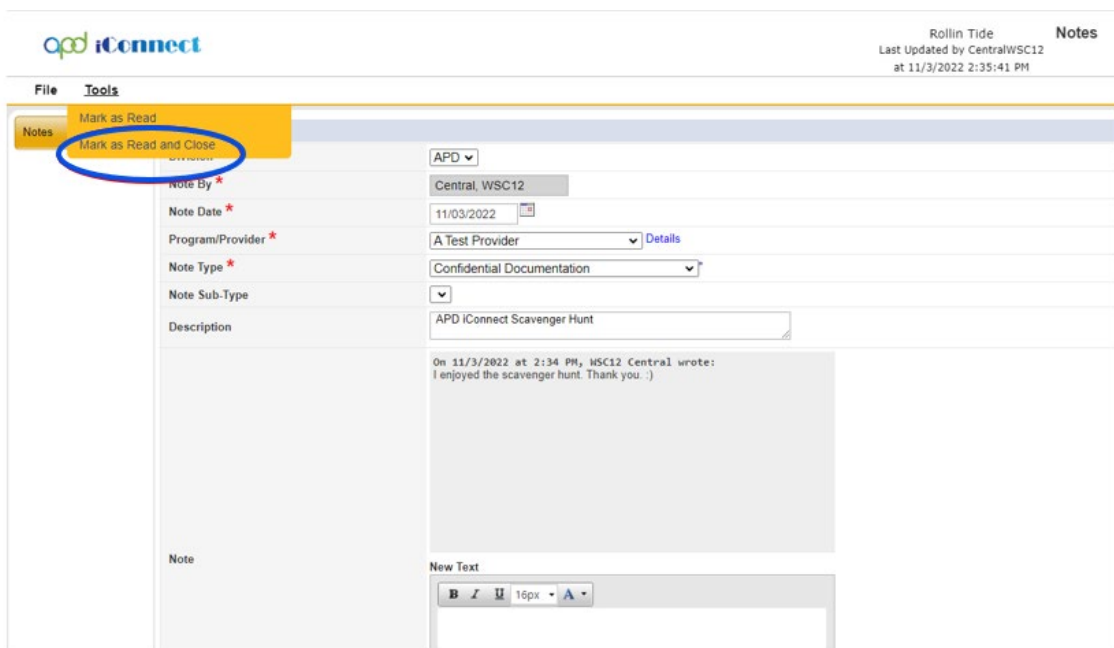 apd iConnect
Rollin Tide
Last Updated by CentralWSC12
at 11/3/2022 2:35:41 PM
Notes
File Tools
Mark as Read
Mark as Read and Close
Notes
Division APD
Note By * Central, WSC12
Note Date * 11/03/2022
Program/Provider * A Test Provider Details
Note Type * Confidential Documentation *
Note Sub-Type
Description APD iConnect Scavenger Hunt
On 11/3/2022 at 2:34 PM, WSC12 Central wrote:
I enjoyed the scavenger hunt. Thank you. :)
Note
New Text
B I U 16px A